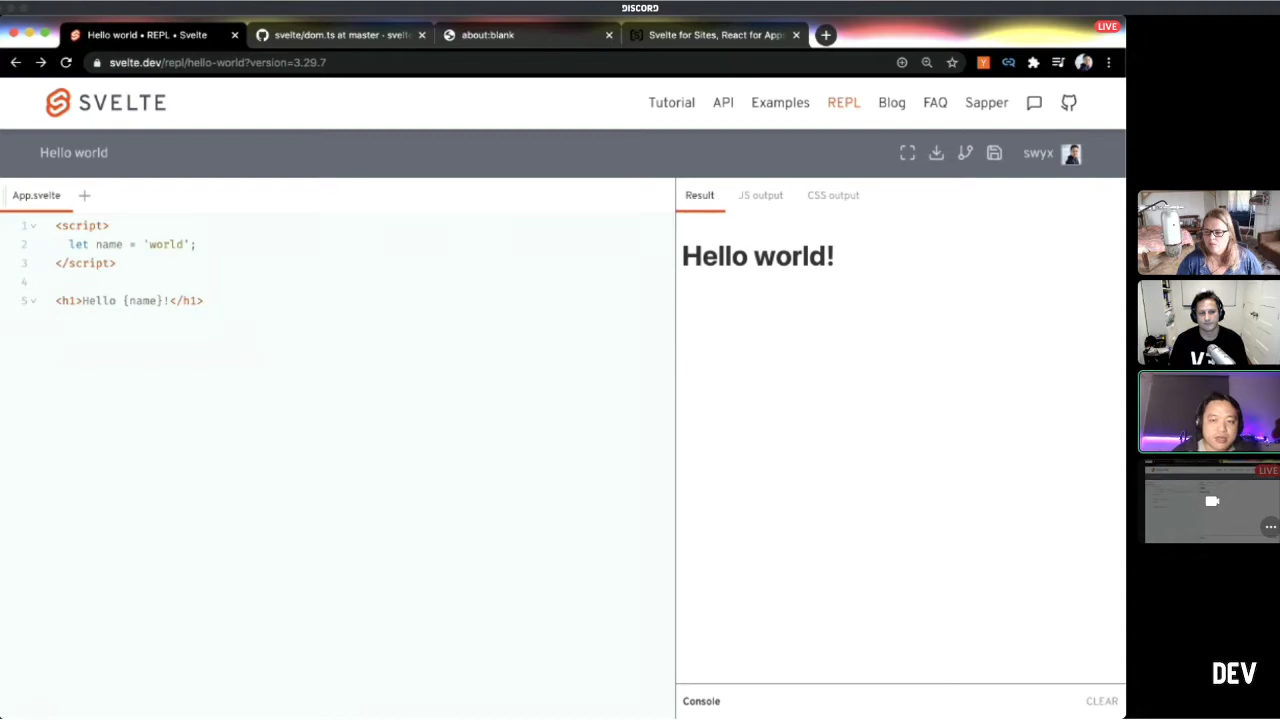 DISCORD
Hello world • REPL • Svelte
svelte/dom.ts at master · svelte
about:blank
Svelte for Sites, React for Apps
LIVE
svelte.dev/repl/hello-world?version=3.29.7
SVELTE
Tutorial API Examples REPL Blog FAQ Sapper
Hello world
swyx
App.svelte +
Result JS output CSS output
1 <script>
2 let name = 'world';
3 </script>
4
5 <h1>Hello {name}!</h1>
Hello world!
LIVE
DEV
Console
CLEAR